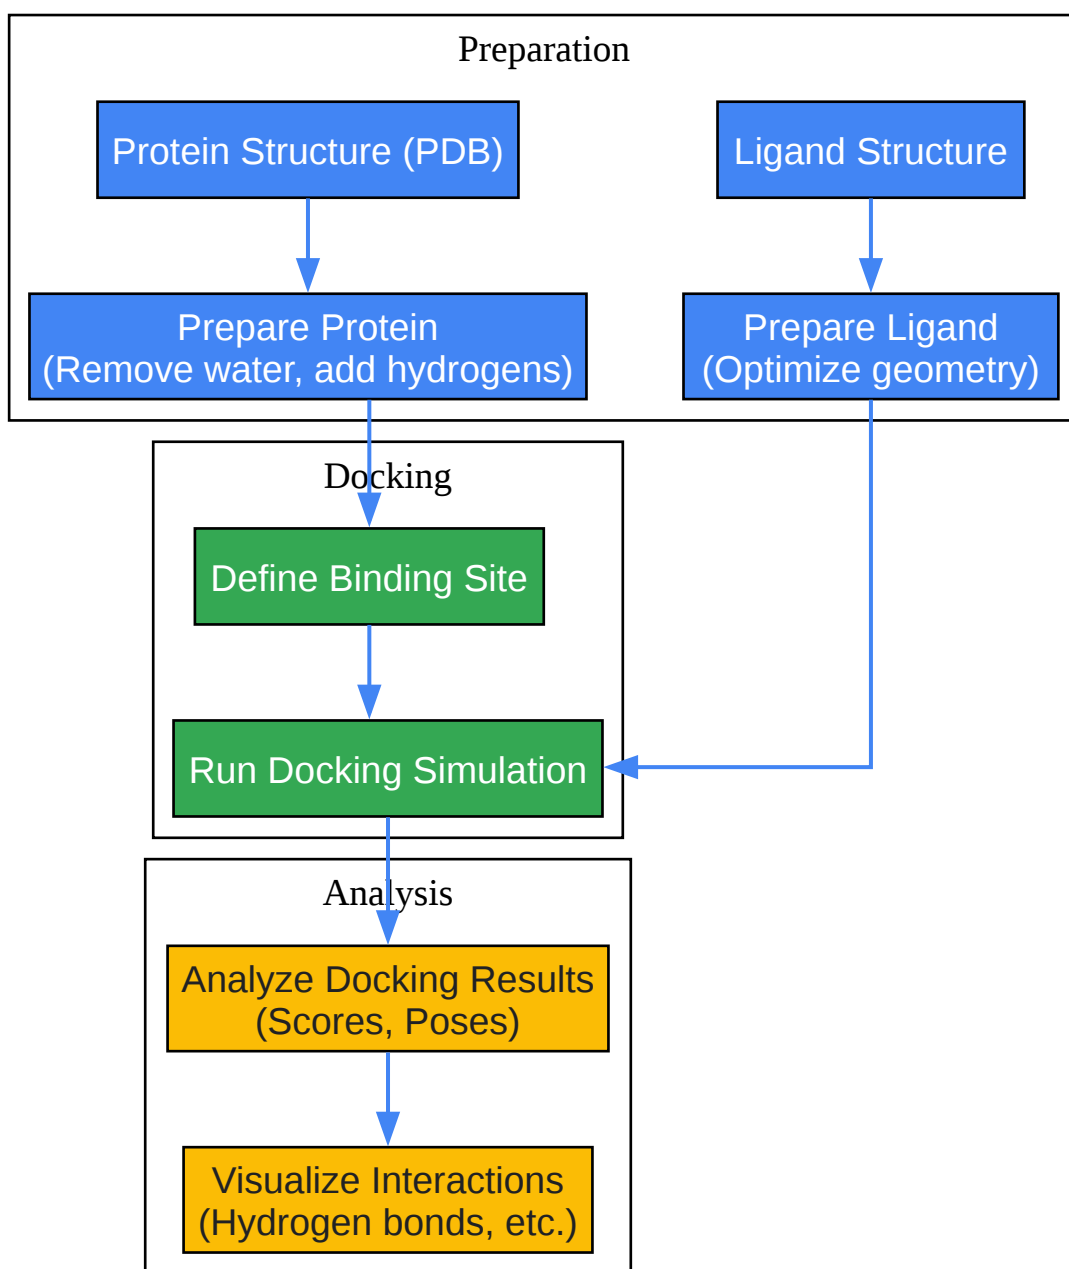 Preparation
Protein Structure (PDB)
Ligand Structure
Prepare Protein
(Remove water, add hydrogens)
Prepare Ligand
(Optimize geometry)
Docking
Define Binding Site
Run Docking Simulation
Analysis
Analyze Docking Results
(Scores, Poses)
Visualize Interactions
(Hydrogen bonds, etc.)